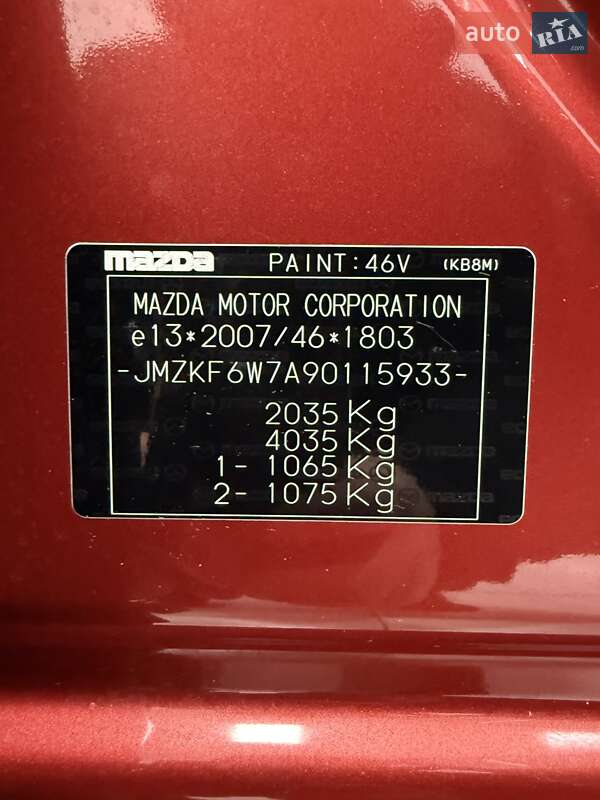 auto RIA.com
mazda PAINT:46V (KB8M)
MAZDA MOTOR CORPORATION
e13*2007/46*1803
-JMZKF6W7A90115933-
2035 Kg
4035 Kg
1- 1065 Kg
2- 1075 Kg